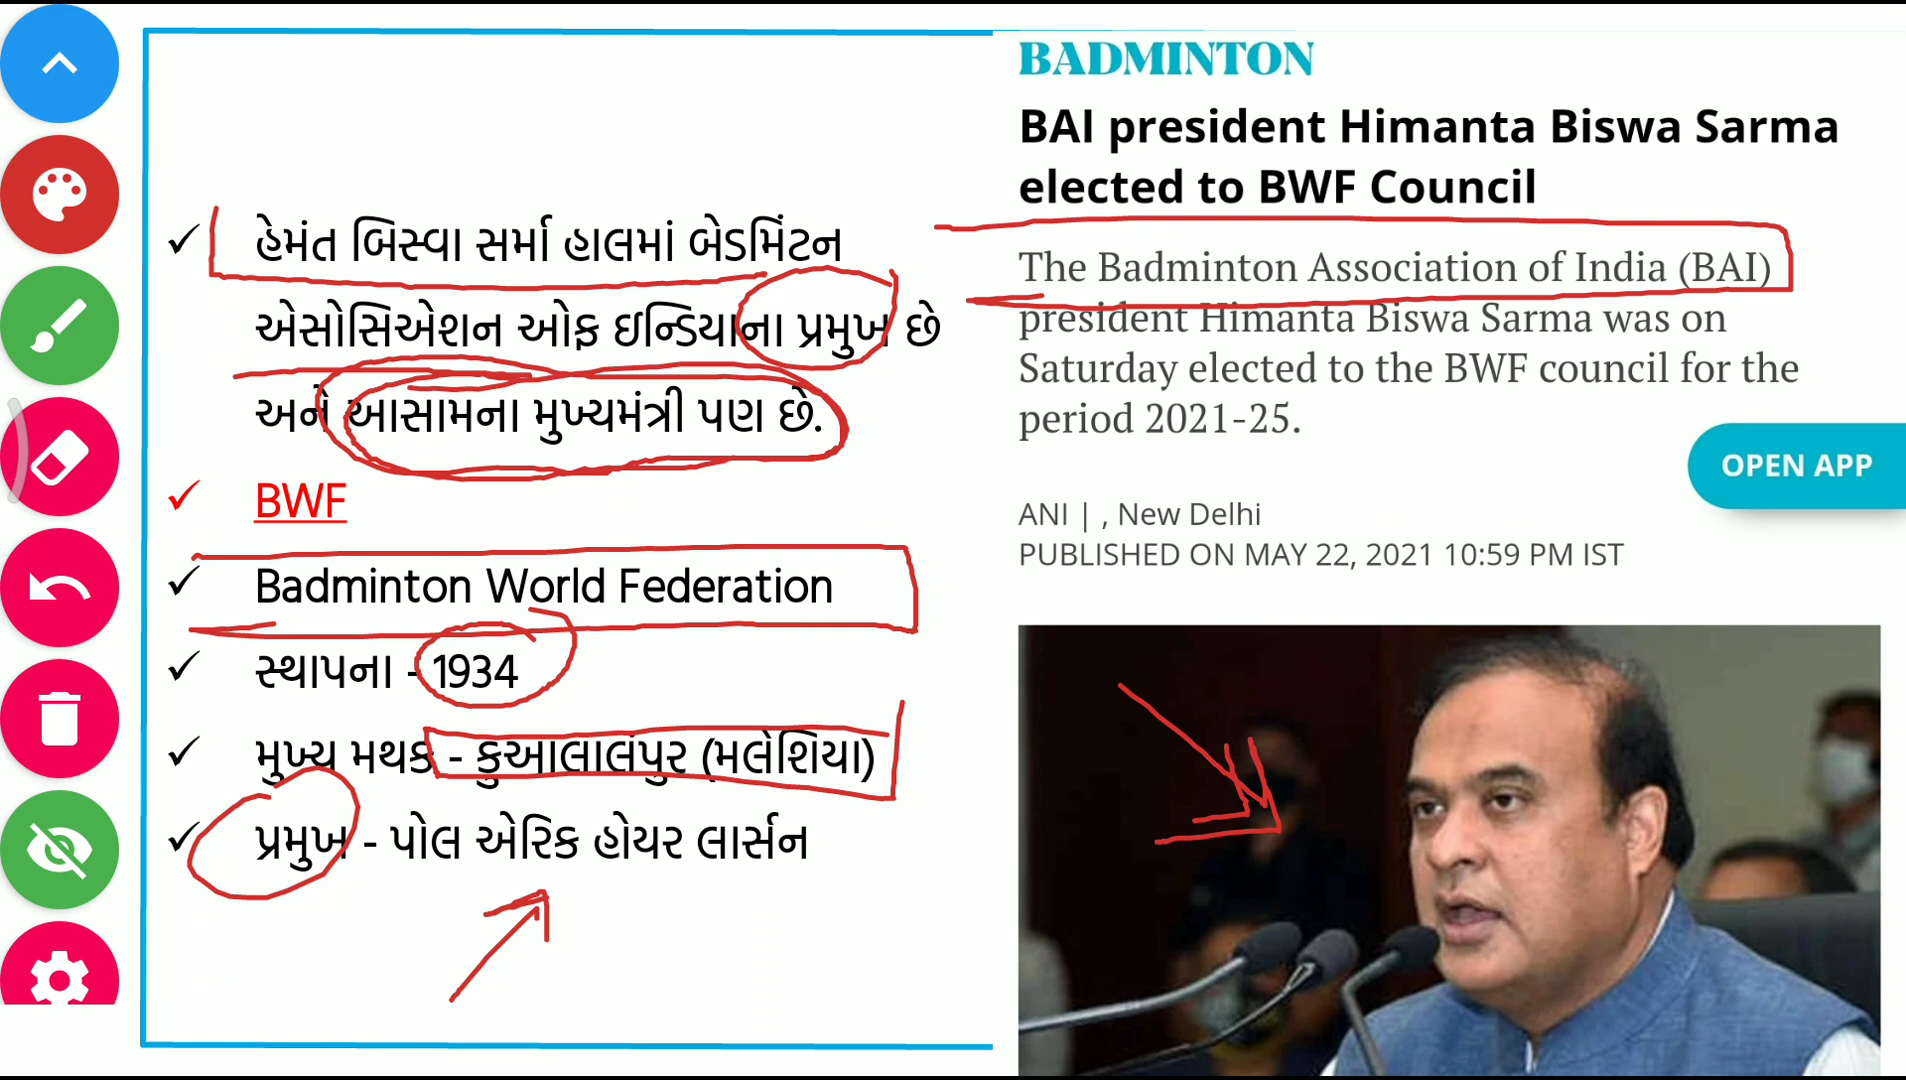 હેમંત બિસ્વા સર્મા હાલમાં બેડમિંટન
એસોસિએશન ઓફ ઇન્ડિયાના પ્રમુખ છે
અને આસામના મુખ્યમંત્રી પણ છે.
BWF
Badminton World Federation
સ્થાપના - 1934
મુખ્ય મથક - કુઆલાલંપુર (મલેશિયા)
પ્રમુખ - પોલ એરિક હોયર લાર્સન
BADMINTON
BAI president Himanta Biswa Sarma
elected to BWF Council
The Badminton Association of India (BAI)
president Himanta Biswa Sarma was on
Saturday elected to the BWF council for the
period 2021-25.
OPEN APP
ANI | , New Delhi
PUBLISHED ON MAY 22, 2021 10:59 PM IST